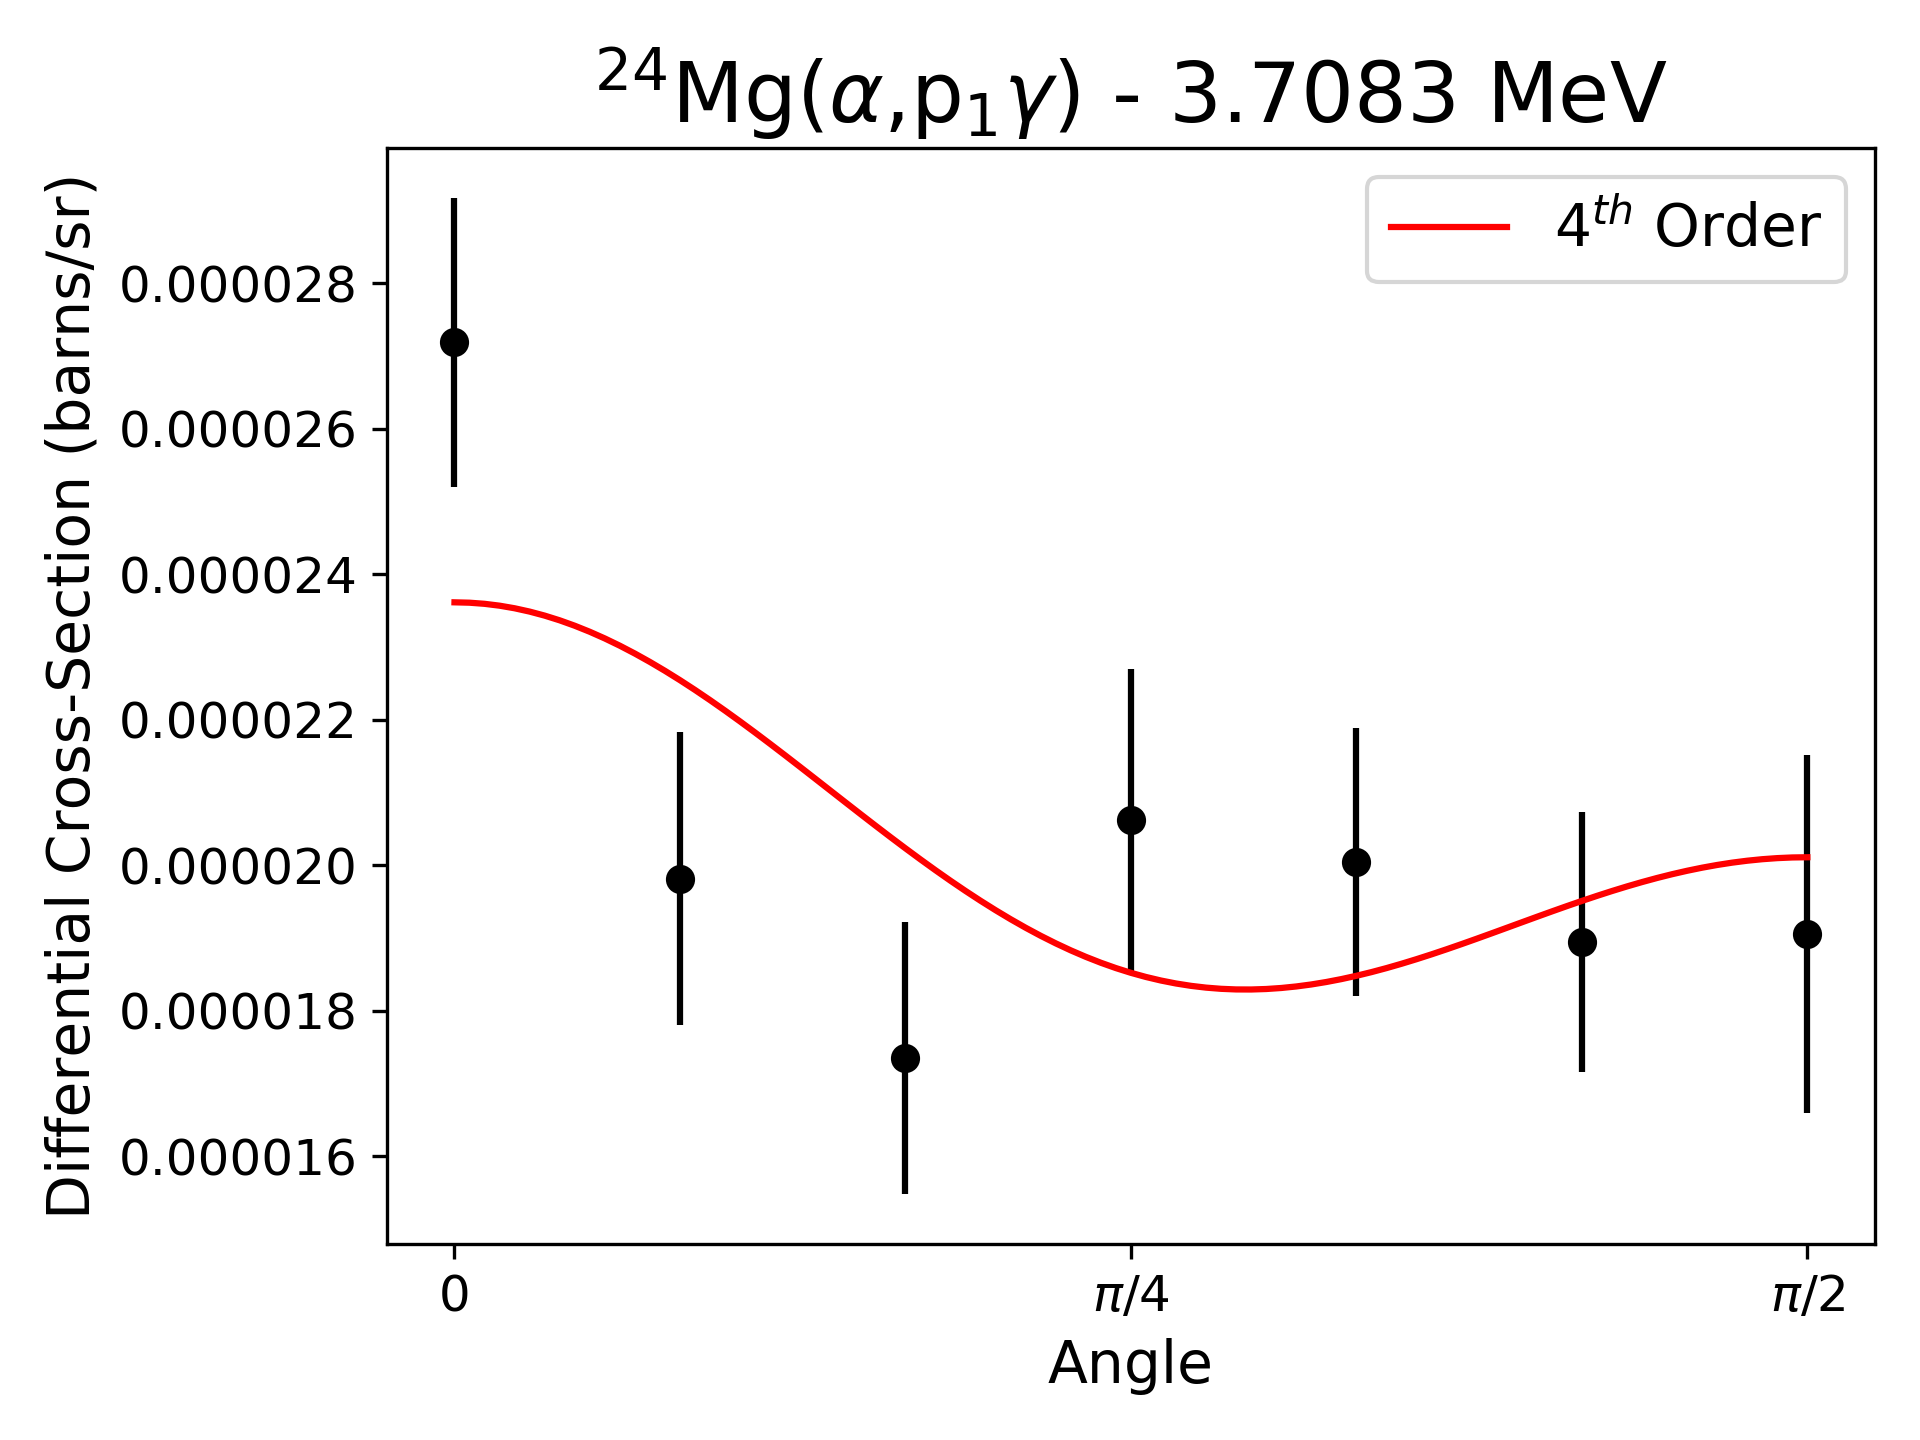 ²⁴Mg(α,p₁γ) - 3.7083 MeV
4ᵗʰ Order
Differential Cross-Section (barns/sr)
0.000028
0.000026
0.000024
0.000022
0.000020
0.000018
0.000016
0 π/4 π/2
Angle